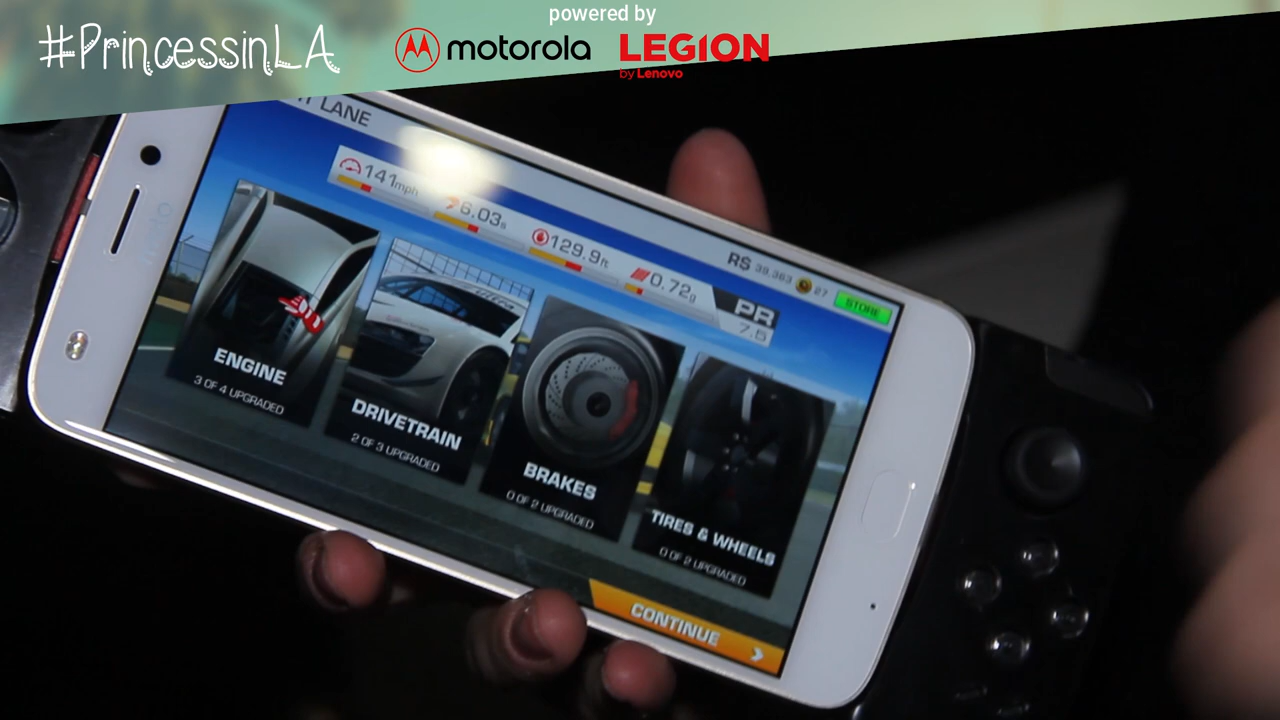 powered by
#PrincessinLA
motorola
LEGION
by Lenovo
LANE
141mph
6.03s
129.9ft
0.72g
PR
7.5
R$ 39,363
27
STORE
ENGINE
3 OF 4 UPGRADED
DRIVETRAIN
2 OF 3 UPGRADED
BRAKES
0 OF 2 UPGRADED
TIRES & WHEELS
0 OF 2 UPGRADED
CONTINUE